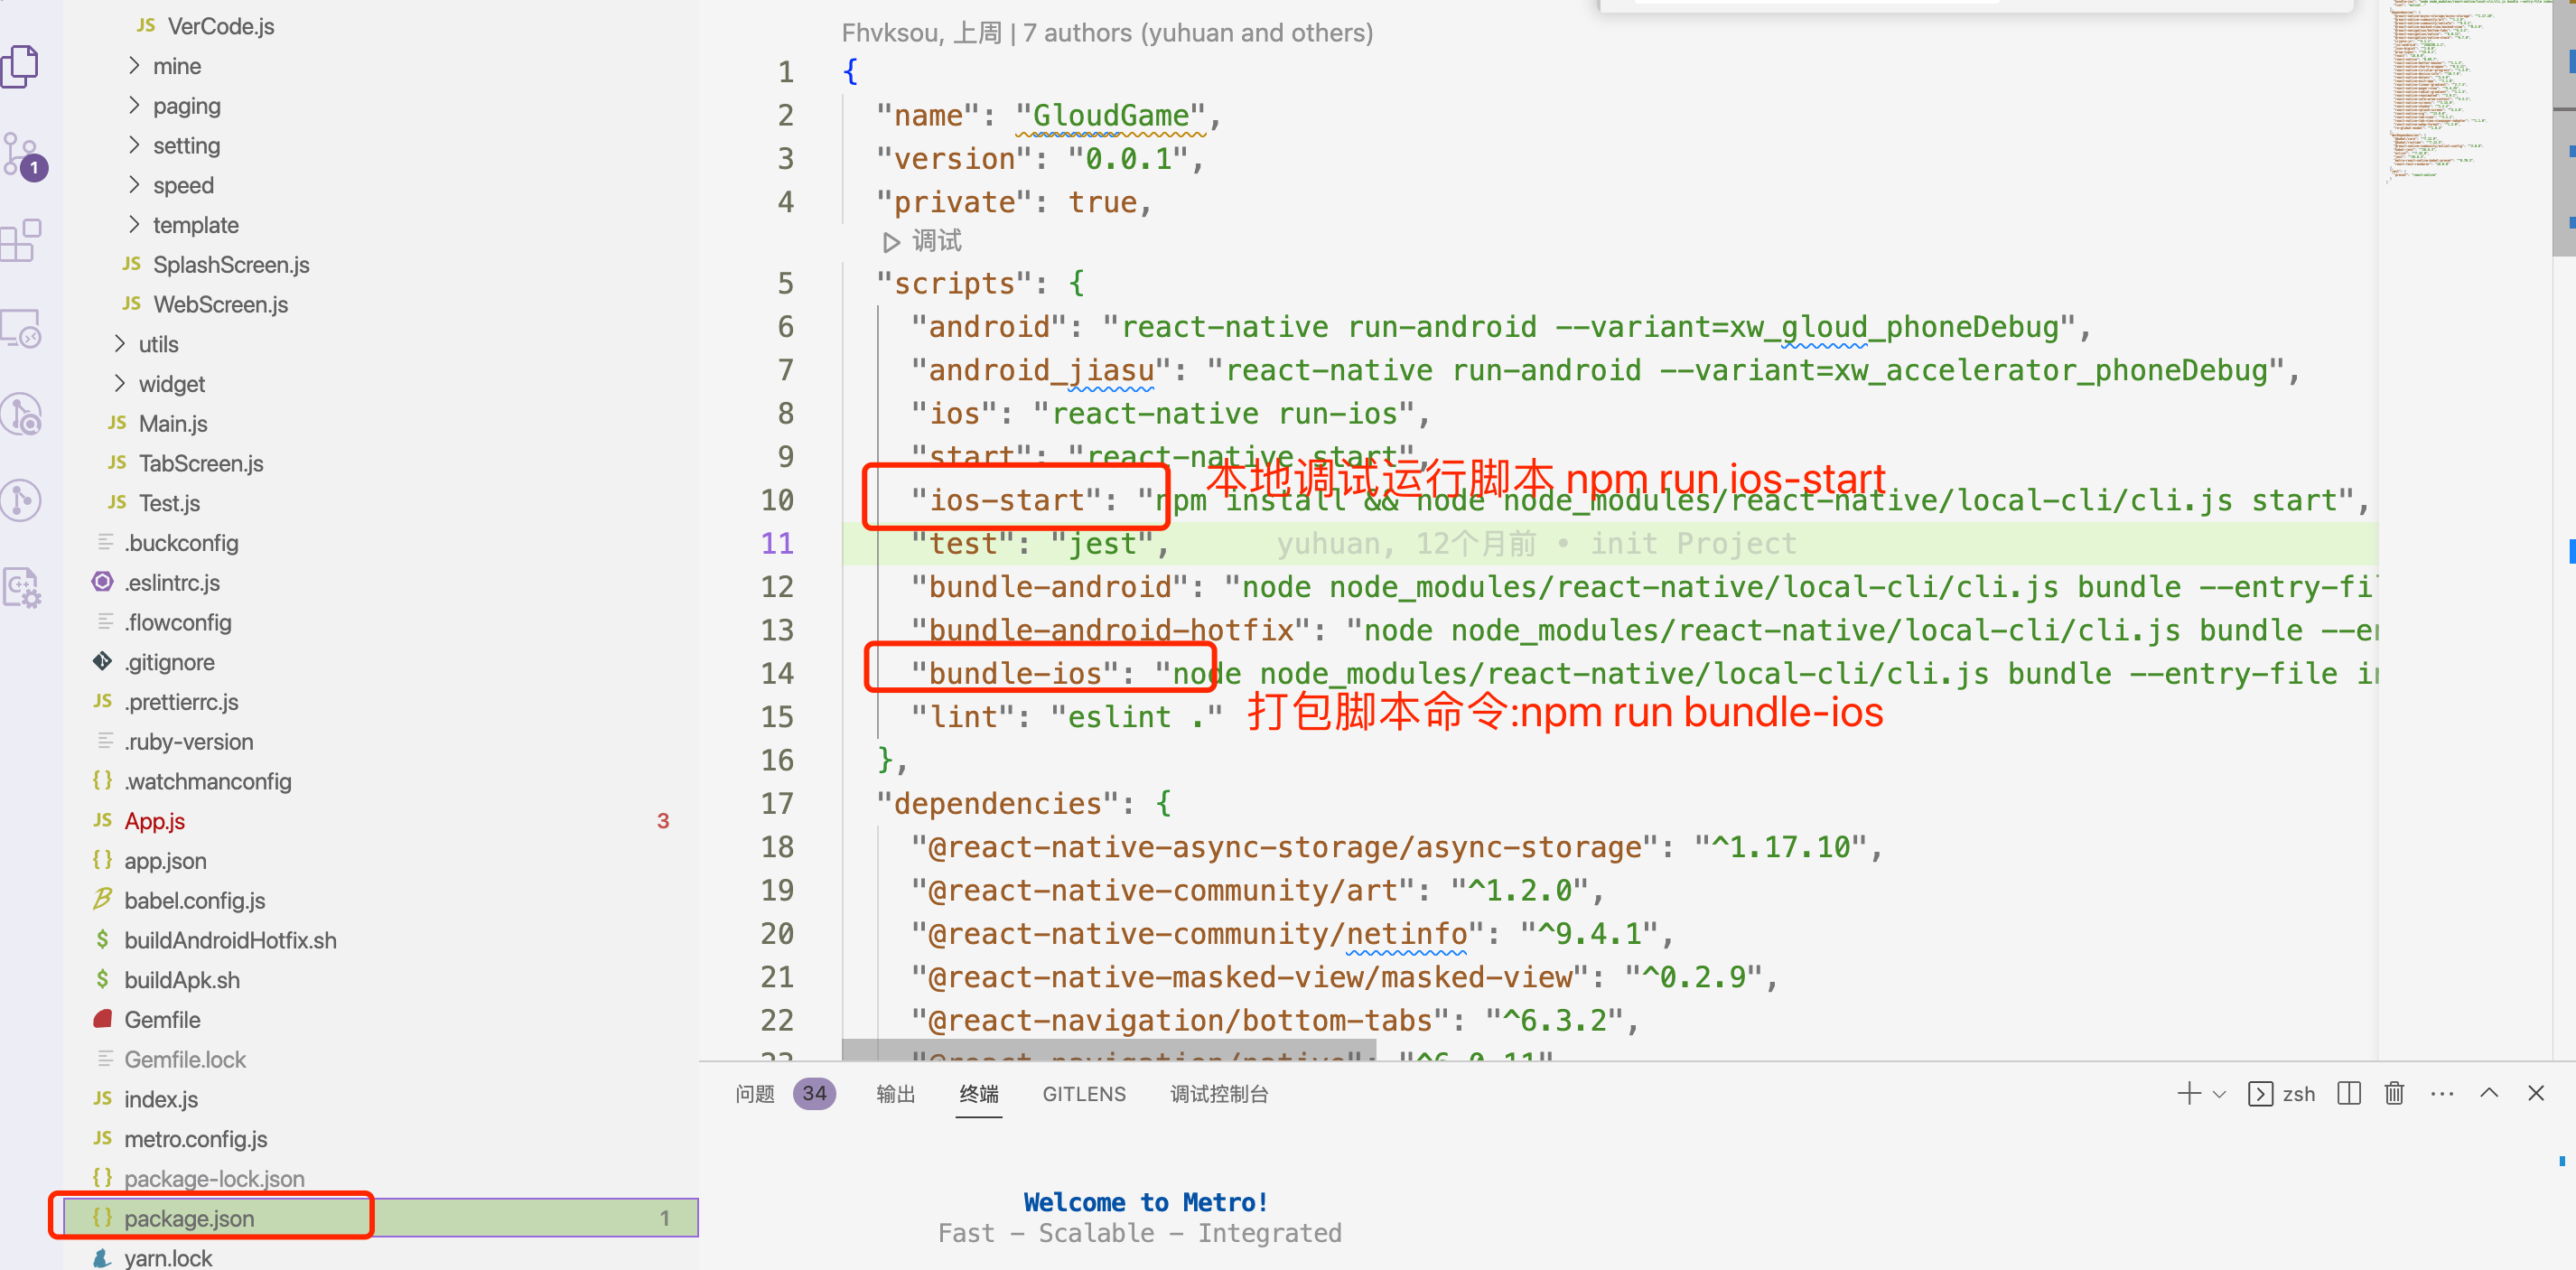 VerCode.js
mine
paging
setting
speed
template
SplashScreen.js
WebScreen.js
utils
widget
Main.js
TabScreen.js
Test.js
.buckconfig
.eslintrc.js
.flowconfig
.gitignore
.prettierrc.js
.ruby-version
.watchmanconfig
App.js 3
app.json
babel.config.js
buildAndroidHotfix.sh
buildApk.sh
Gemfile
Gemfile.lock
index.js
metro.config.js
package-lock.json
package.json 1
yarn.lock
1
Fhvksou, 上周 | 7 authors (yuhuan and others)
1 {
2 "name": "GloudGame",
3 "version": "0.0.1",
4 "private": true,
调试
5 "scripts": {
6 "android": "react-native run-android --variant=xw_gloud_phoneDebug",
7 "android_jiasu": "react-native run-android --variant=xw_accelerator_phoneDebug",
8 "ios": "react-native run-ios",
9 "start": "react-native start",
本地调试运行脚本 npm run ios-start
10 "ios-start": "npm install && node node_modules/react-native/local-cli/cli.js start",
11 "test": "jest", yuhuan, 12个月前 • init Project
12 "bundle-android": "node node_modules/react-native/local-cli/cli.js bundle --entry-fil
13 "bundle-android-hotfix": "node node_modules/react-native/local-cli/cli.js bundle --en
14 "bundle-ios": "node node_modules/react-native/local-cli/cli.js bundle --entry-file in
15 "lint": "eslint ."
打包脚本命令:npm run bundle-ios
16 },
17 "dependencies": {
18 "@react-native-async-storage/async-storage": "^1.17.10",
19 "@react-native-community/art": "^1.2.0",
20 "@react-native-community/netinfo": "^9.4.1",
21 "@react-native-masked-view/masked-view": "^0.2.9",
22 "@react-navigation/bottom-tabs": "^6.3.2",
23 "@react-navigation/native": "^6.0.11"
问题 34 输出 终端 GITLENS 调试控制台 zsh
Welcome to Metro!
Fast - Scalable - Integrated